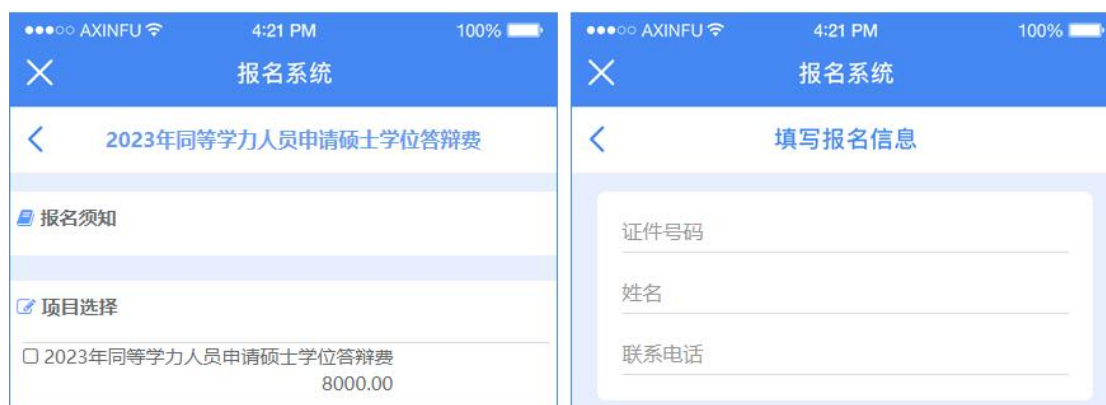 AXINFU 4:21 PM 100%
报名系统
2023年同等学力人员申请硕士学位答辩费
报名须知
项目选择
2023年同等学力人员申请硕士学位答辩费
8000.00
AXINFU 4:21 PM 100%
报名系统
填写报名信息
证件号码
姓名
联系电话